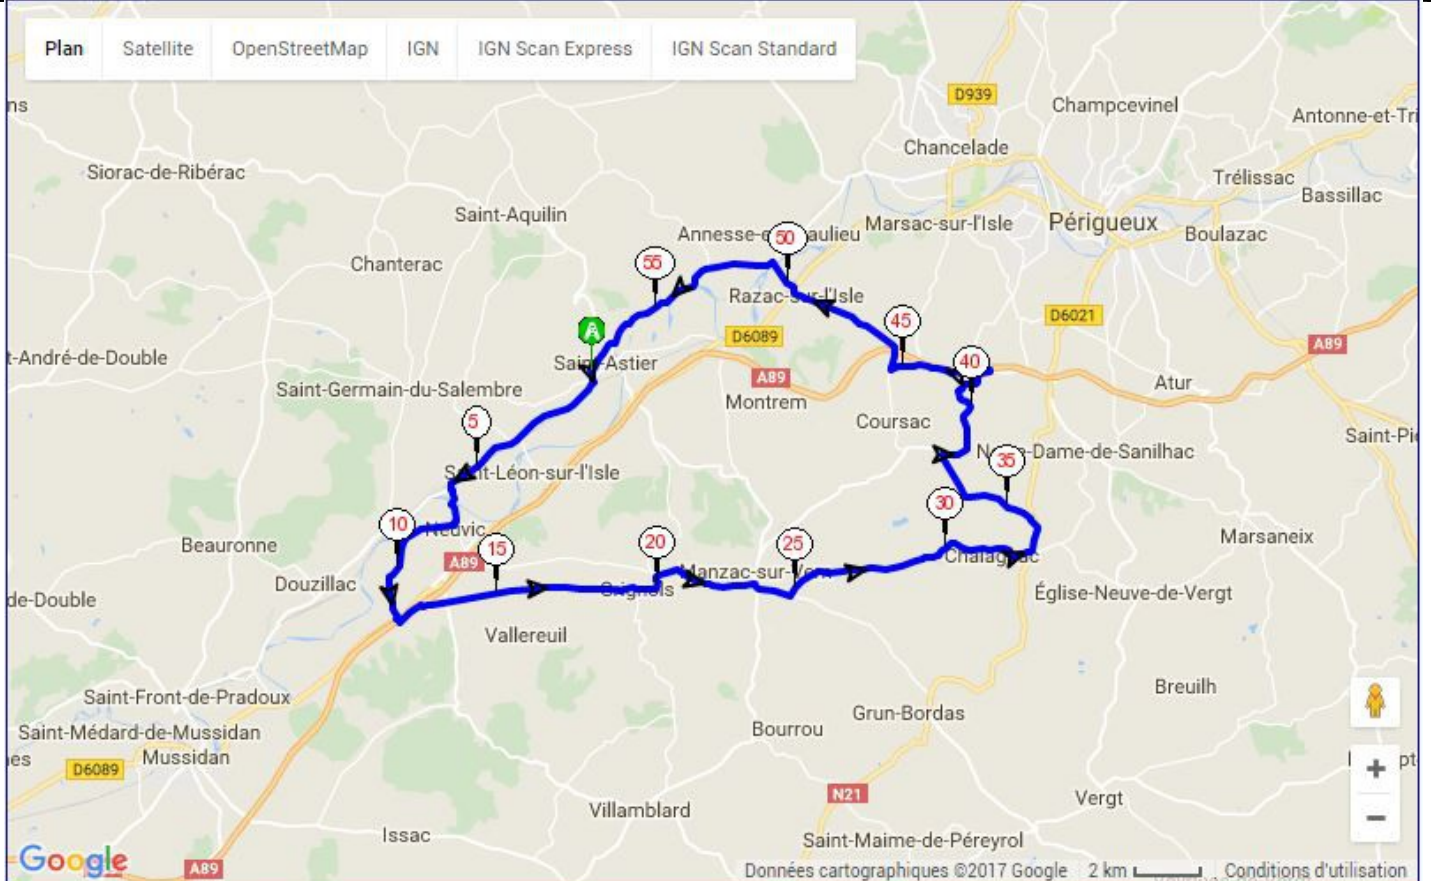 Plan Satellite OpenStreetMap IGN IGN Scan Express IGN Scan Standard
D939
Champcevinel
Antonne-et-Tri
Chancelade
Siorac-de-Ribérac
Trélissac
Bassillac
Saint-Aquilin
Marsac-sur-l'Isle
Périgueux
Boulazac
50
Chanterac
55
Razac-sur-l'Isle
D6089
45
D6021
A89
t-André-de-Double
Saint-Astier
40
A89
Montrem
Atur
Saint-Germain-du-Salembre
5
Coursac
Saint-Pi
35
Saint-Léon-sur-l'Isle
30
10
Neuvic
15
20
25
Marsaneix
Beauronne
A89
Manzac-sur-Vern
Chalagnac
Douzillac
Grignols
Église-Neuve-de-Vergt
de-Double
Vallereuil
Breuilh
Saint-Front-de-Pradoux
Grun-Bordas
Saint-Médard-de-Mussidan
Bourrou
Mussidan
D6089
N21
Vergt
Villamblard
Issac
Saint-Maime-de-Péreyrol
Google
A89
Données cartographiques ©2017 Google 2 km Conditions d'utilisation